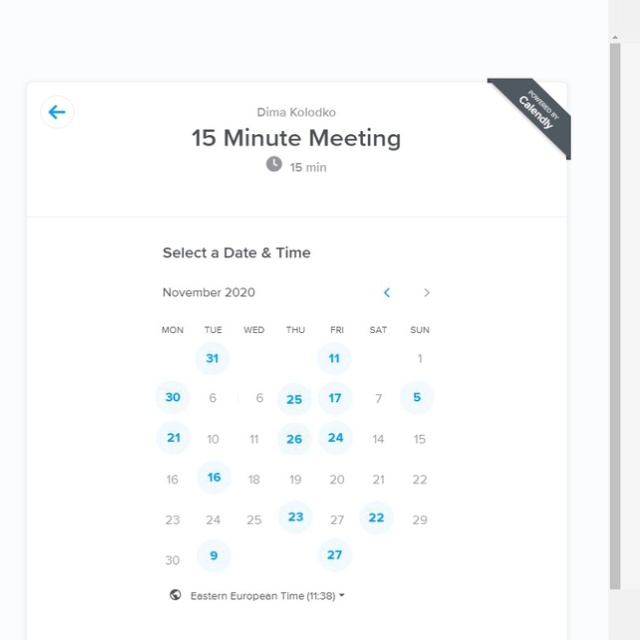 POWERED BY
Calendly
Dima Kolodko
15 Minute Meeting
15 min
Select a Date & Time
November 2020
MON TUE WED THU FRI SAT SUN
31 11 1
30 6 6 25 17 7 5
21 10 11 26 24 14 15
16 16 18 19 20 21 22
23 24 25 23 27 22 29
30 9 27
Eastern European Time (11:38)